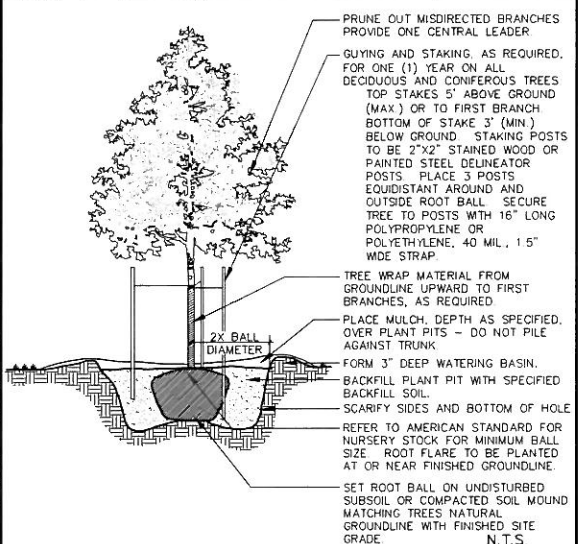 PRUNE OUT MISDIRECTED BRANCHES
PROVIDE ONE CENTRAL LEADER
GUYING AND STAKING, AS REQUIRED,
FOR ONE (1) YEAR ON ALL
DECIDUOUS AND CONIFEROUS TREES
TOP STAKES 5' ABOVE GROUND
(MAX.) OR TO FIRST BRANCH.
BOTTOM OF STAKE 3' (MIN.)
BELOW GROUND. STAKING POSTS
TO BE 2"X2" STAINED WOOD OR
PAINTED STEEL DELINEATOR
POSTS. PLACE 3 POSTS
EQUIDISTANT AROUND AND
OUTSIDE ROOT BALL. SECURE
TREE TO POSTS WITH 16" LONG
POLYPROPYLENE OR
POLYETHYLENE, 40 MIL., 1.5"
WIDE STRAP.
TREE WRAP MATERIAL FROM
GROUNDLINE UPWARD TO FIRST
BRANCHES, AS REQUIRED.
PLACE MULCH, DEPTH AS SPECIFIED,
OVER PLANT PITS - DO NOT PILE
AGAINST TRUNK.
2X BALL
DIAMETER
FORM 3" DEEP WATERING BASIN.
BACKFILL PLANT PIT WITH SPECIFIED
BACKFILL SOIL.
SCARIFY SIDES AND BOTTOM OF HOLE
REFER TO AMERICAN STANDARD FOR
NURSERY STOCK FOR MINIMUM BALL
SIZE. ROOT FLARE TO BE PLANTED
AT OR NEAR FINISHED GROUNDLINE.
SET ROOT BALL ON UNDISTURBED
SUBSOIL OR COMPACTED SOIL MOUND
MATCHING TREES NATURAL
GROUNDLINE WITH FINISHED SITE
GRADE.
N.T.S.